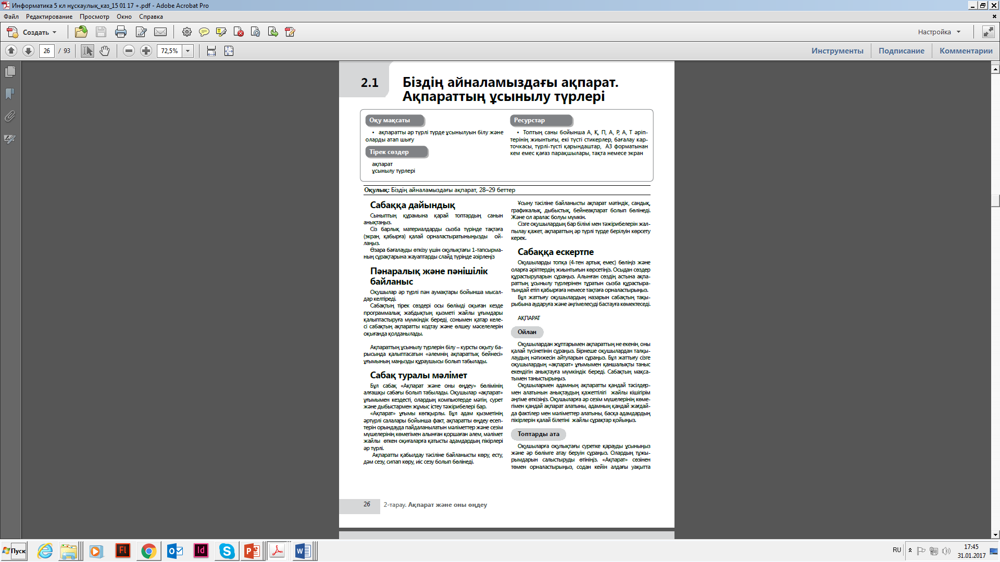 Информатика 5 кл нұскаулық_каз_15 01 17 +.pdf - Adobe Acrobat Pro
Файл Редактирование Просмотр Окно Справка
Создать
Настройка
26 / 93
72,5%
Инструменты Подписание Комментарии
2.1
Біздің айналамыздағы ақпарат.
Ақпараттың ұсынылу түрлері
Оқу мақсаты
• ақпаратты әр түрлі түрде ұсынылуын білу және
оларды атап шығу
Тірек сөздер
ақпарат
ұсынылу түрлері
Ресурстар
• Топтың саны бойынша А, Қ, П, А, Р, А, Т әріп-
терінің жиынтығы, екі түсті стикерлер, бағалау кар-
точкасы, түрлі-түсті қарындаштар, А3 форматынан
кем емес қағаз парақшылары, тақта немесе экран
Оқулық: Біздің айналамыздағы ақпарат, 28–29 беттер
Сабаққа дайындық
Сыныптың құрамына қарай топтардың санын
анықтаңыз.
Сіз барлық материалдарды сызба түрінде тақтаға
(экран, қабырға) қалай орналастыратыныңызды ой-
лаңыз.
Өзара бағалауды өткізу үшін оқулықтағы 1-тапсырма-
ның сұрақтарына жауаптарды слайд түрінде әзірлеңіз
Пәнаралық және пәнішілік
байланыс
Оқушылар әр түрлі пән аумақтары бойынша мысал-
дар келтіреді.
Сабақтың тірек сөздері осы бөлімді оқыған кезде
программалық жабдықтың қызметі жайлы ұғымдары
қалыптастыруға мүмкіндік береді, сонымен қатар келе-
сі сабақтың ақпаратты кодтау және өлшеу мәселелерін
оқығанда қолданылады.
Ақпараттың ұсынылу түрлерін білу – курсты оқыту ба-
рысында қалыптасатын «әлемнің ақпараттық бейнесі»
ұғымының маңызды құраушысы болып табылады.
Сабақ туралы мәлімет
Бұл сабақ «Ақпарат және оны өңдеу» бөлімінің
алғашқы сабағы болып табылады. Оқушылар «ақпарат»
ұғымымен кездесті, олардың компьютерде мәтін, сурет
және дыбыстармен жұмыс істеу тәжірибелері бар.
«Ақпарат» ұғымы көпқырлы. Бұл адам қызметінің
әртүрлі салалары бойынша факт, ақпаратты өңдеу есеп-
терін орындауда пайдаланылатын мәліметтер және сезім
мүшелерінің көмегімен алынған қоршаған әлем, мәлімет
жайлы өткен оқиғаларға қатысты адамдардың пікірлері
әр түрлі.
Ақпаратты қабылдау тәсіліне байланысты көру, есту,
дәм сезу, сипап көру, иіс сезу болып бөлінеді.
Ұсыну тәсіліне байланысты ақпарат мәтіндік, сандық,
графикалық, дыбыстық, бейнеақпарат болып бөлінеді.
Және ол аралас болуы мүмкін.
Сізге оқушылардың бар білімі мен тәжірибелерін жал-
пылау қажет, ақпараттың әр түрлі түрде берілуін көрсету
керек.
Сабаққа ескертпе
Оқушыларды топқа (4-тен артық емес) бөліңіз және
оларға әріптердің жиынтығын көрсетіңіз. Осыдан сөздер
құрастыруларын сұраңыз. Алынған сөздің астына ақпа-
раттың ұсынылу түрлерінен тұратын сызба құрастыра-
тындай етіп қабырғаға немесе тақтаға орналастырыңыз.
Бұл жаттығу оқушылардың назарын сабақтың тақы-
рыбына аударуға және әңгімелесуді бастауға көмектеседі.
АҚПАРАТ
Ойлан
Оқушылардан жұптарымен ақпараттың не екенін, оны
қалай түсінетінін сұраңыз. Бірнеше оқушылардан талқы-
лаудың нәтижесін айтуларын сұраңыз. Бұл жаттығу сізге
оқушылардың «ақпарат» ұғымымен қаншалықты таныс
екендігін анықтауға мүмкіндік береді. Сабақтың мақса-
тымен таныстырыңыз.
Оқушылармен адамның ақпаратты қандай тәсілдер-
мен алатынын анықтаудың қажеттілігі жайлы кішігірім
әңгіме өткізіңіз. Оқушыларға әр сезім мүшелерінің көме-
гімен қандай ақпарат алатыны, адамның қандай жағдай-
да фактілер мен мәліметтер алатыны, басқа адамдардың
пікірлерін қалай білетіні жайлы сұрақтар қойыңыз.
Топтарды ата
Оқушыларға оқулықтағы суретке қарауды ұсыныңыз
және әр бөлімге атау беруін сұраңыз. Олардың тұжы-
рымдарын салыстыруды өтініңіз. «Ақпарат» сөзінен
төмен орналастырыңыз, содан кейін алдағы уақытта
26 2-тарау. Ақпарат және оны өңдеу
Пуск
RU
17:45
31.01.2017